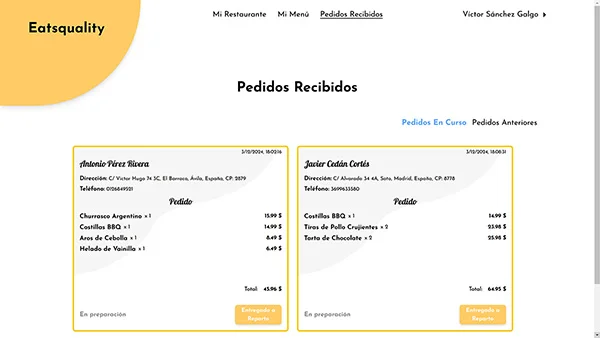 Eatsquality
Mi Restaurante Mi Menú Pedidos Recibidos
Víctor Sánchez Galgo
Pedidos Recibidos
Pedidos En Curso Pedidos Anteriores
3/12/2024, 18:02:16
Antonio Pérez Rivera
Dirección: C/ Victor Hugo 74 3C, El Barraco, Ávila, España, CP: 2879
Teléfono: 0126849221
Pedido
Churrasco Argentino x 1 15.99 $
Costillas BBQ x 1 14.99 $
Aros de Cebolla x 1 8.49 $
Helado de Vainilla x 1 6.49 $
Total: 45.96 $
En preparación
Entregado a
Reparto
3/12/2024, 18:08:31
Javier Cedán Cortés
Dirección: C/ Alvarado 34 4A, Soto, Madrid, España, CP: 8778
Teléfono: 3699633580
Pedido
Costillas BBQ x 1 14.99 $
Tiras de Pollo Crujientes x 2 23.98 $
Tarta de Chocolate x 2 25.98 $
Total: 64.95 $
En preparación
Entregado a
Reparto